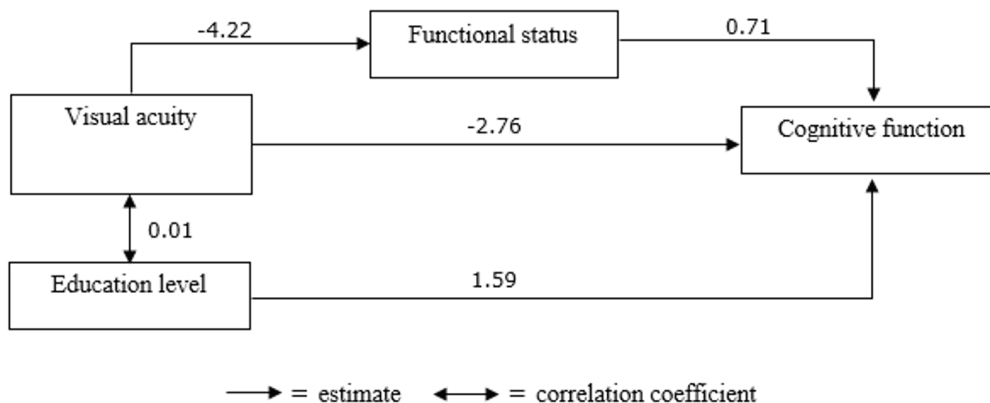 -4.22
Functional status
0.71
Visual acuity
-2.76
Cognitive function
0.01
Education level
1.59
= estimate
= correlation coefficient